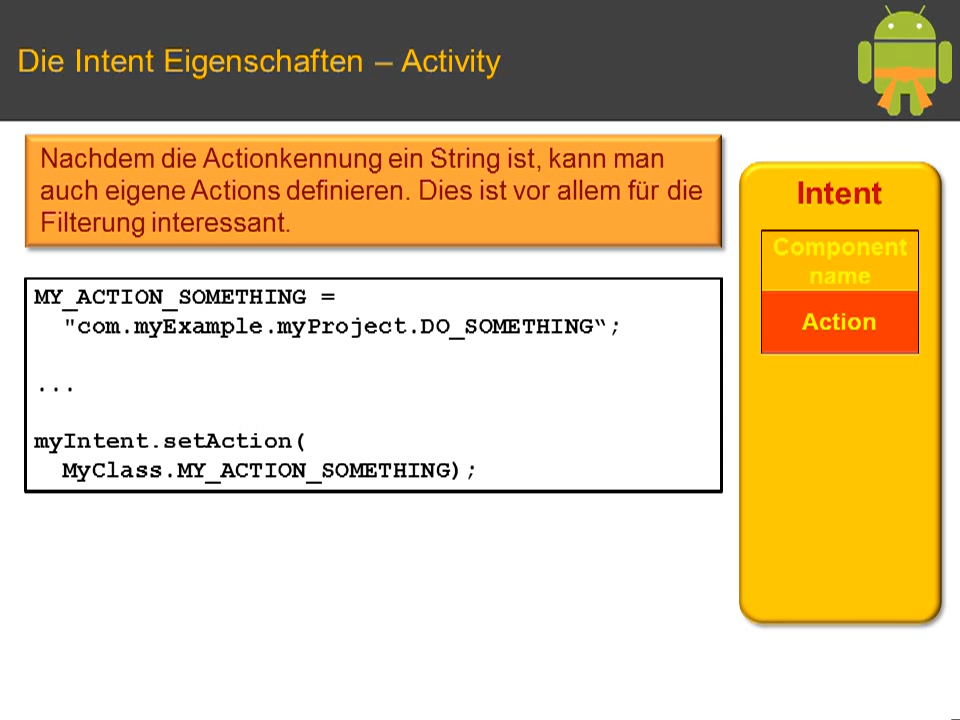 Die Intent Eigenschaften – Activity
Nachdem die Actionkennung ein String ist, kann man
auch eigene Actions definieren. Dies ist vor allem für die
Filterung interessant.
MY_ACTION_SOMETHING =
"com.myExample.myProject.DO_SOMETHING“;
...
myIntent.setAction(
MyClass.MY_ACTION_SOMETHING);
Intent
Component
name
Action